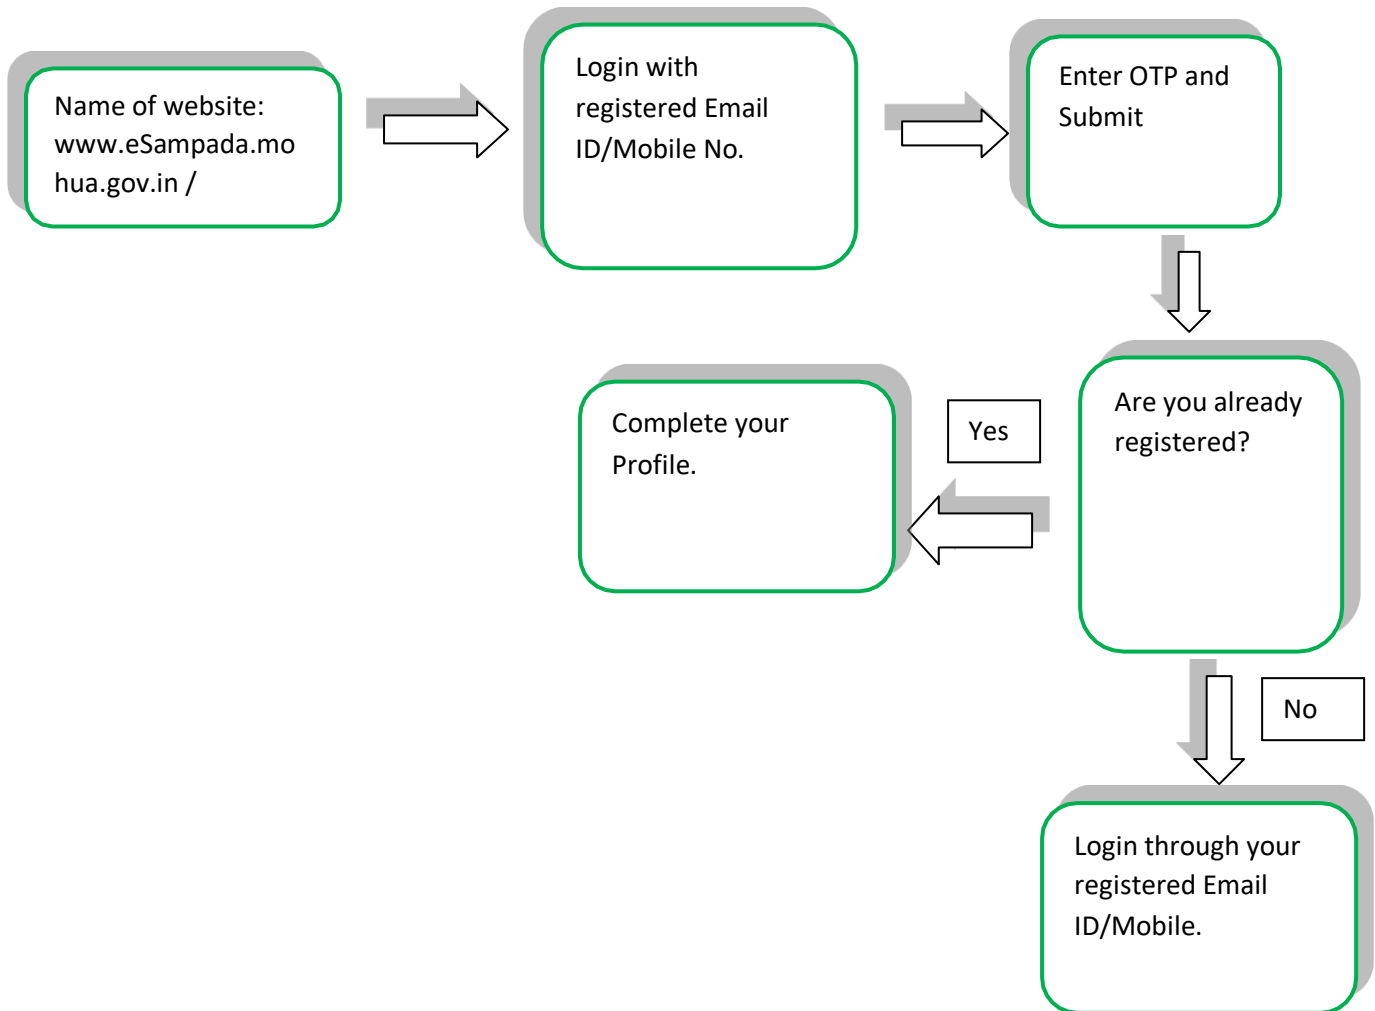 Name of website:
www.eSampada.mo
hua.gov.in /
Login with
registered Email
ID/Mobile No.
Enter OTP and
Submit
Are you already
registered?
Yes
Complete your
Profile.
No
Login through your
registered Email
ID/Mobile.